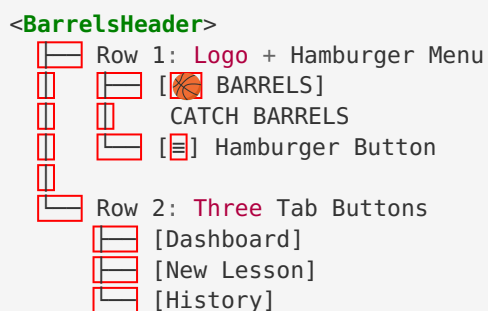 <BarrelsHeader>
├── Row 1: Logo + Hamburger Menu
│   ├── [🏀 BARRELS]
│   │    CATCH BARRELS
│   └── [≡] Hamburger Button
│
└── Row 2: Three Tab Buttons
    ├── [Dashboard]
    ├── [New Lesson]
    └── [History]